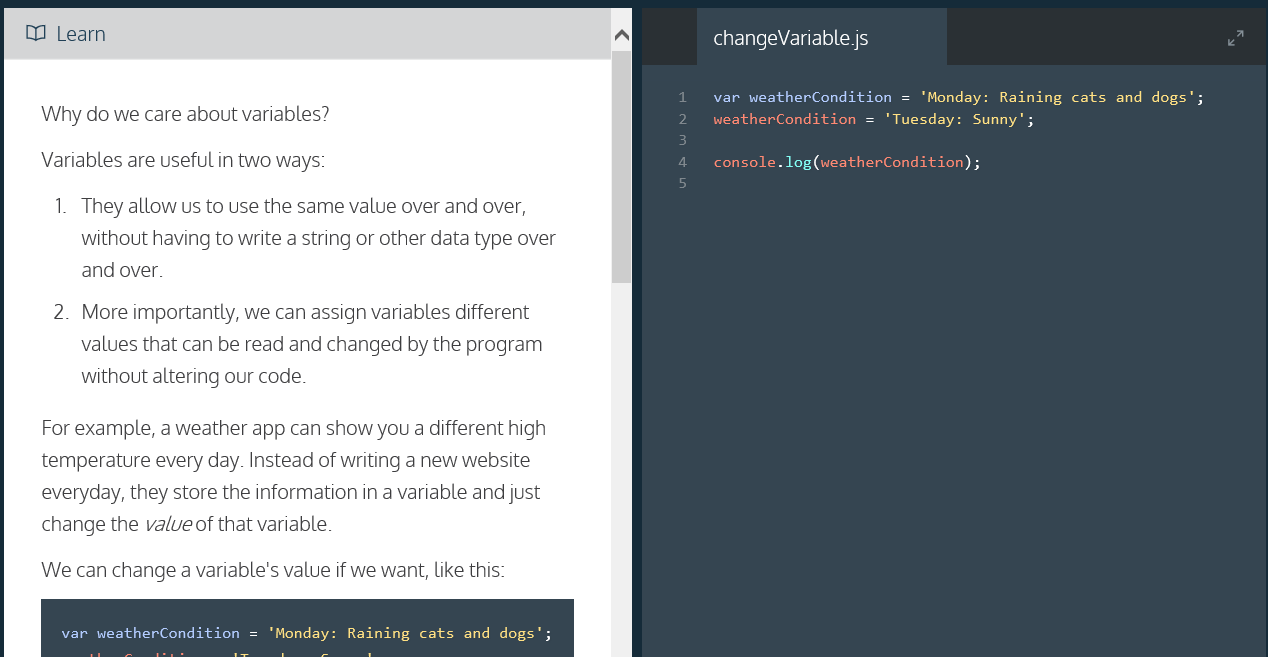 Learn
Why do we care about variables?
Variables are useful in two ways:
1. They allow us to use the same value over and over,
without having to write a string or other data type over
and over.
2. More importantly, we can assign variables different
values that can be read and changed by the program
without altering our code.
For example, a weather app can show you a different high
temperature every day. Instead of writing a new website
everyday, they store the information in a variable and just
change the value of that variable.
We can change a variable's value if we want, like this:
var weatherCondition = 'Monday: Raining cats and dogs';
changeVariable.js
1 var weatherCondition = 'Monday: Raining cats and dogs';
2 weatherCondition = 'Tuesday: Sunny';
3
4 console.log(weatherCondition);
5